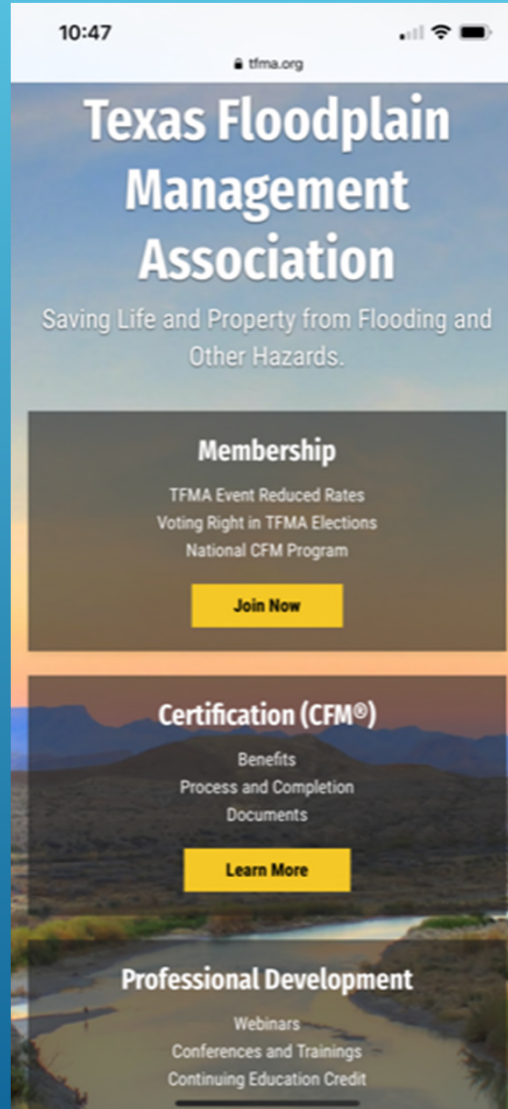 10:47
tfma.org
Texas Floodplain
Management
Association
Saving Life and Property from Flooding and
Other Hazards.
Membership
TFMA Event Reduced Rates
Voting Right in TFMA Elections
National CFM Program
Join Now
Certification (CFM®)
Benefits
Process and Completion
Documents
Learn More
Professional Development
Webinars
Conferences and Trainings
Continuing Education Credit